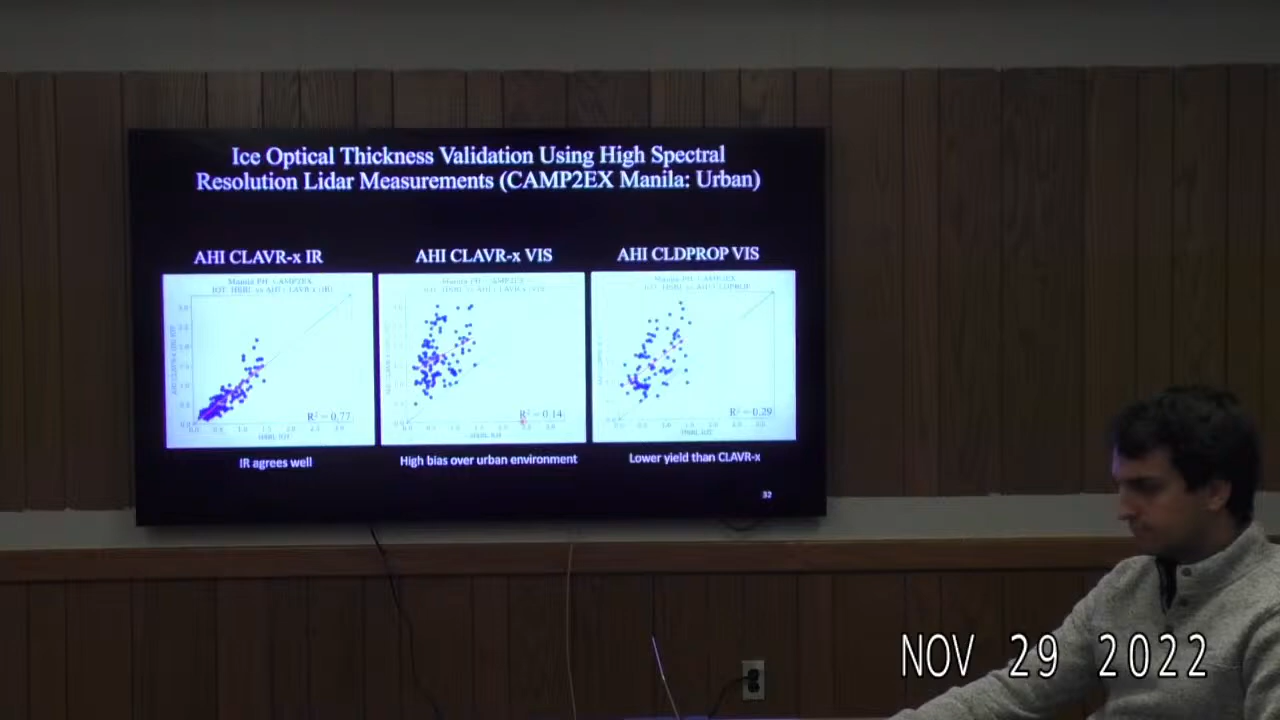 Ice Optical Thickness Validation Using High Spectral
Resolution Lidar Measurements (CAMP2EX Manila: Urban)
AHI CLAVR-x IR
AHI CLAVR-x VIS
AHI CLDPROP VIS
R² = 0.77
R² = 0.14
R² = 0.29
IR agrees well
High bias over urban environment
Lower yield than CLAVR-x
32
NOV 29 2022